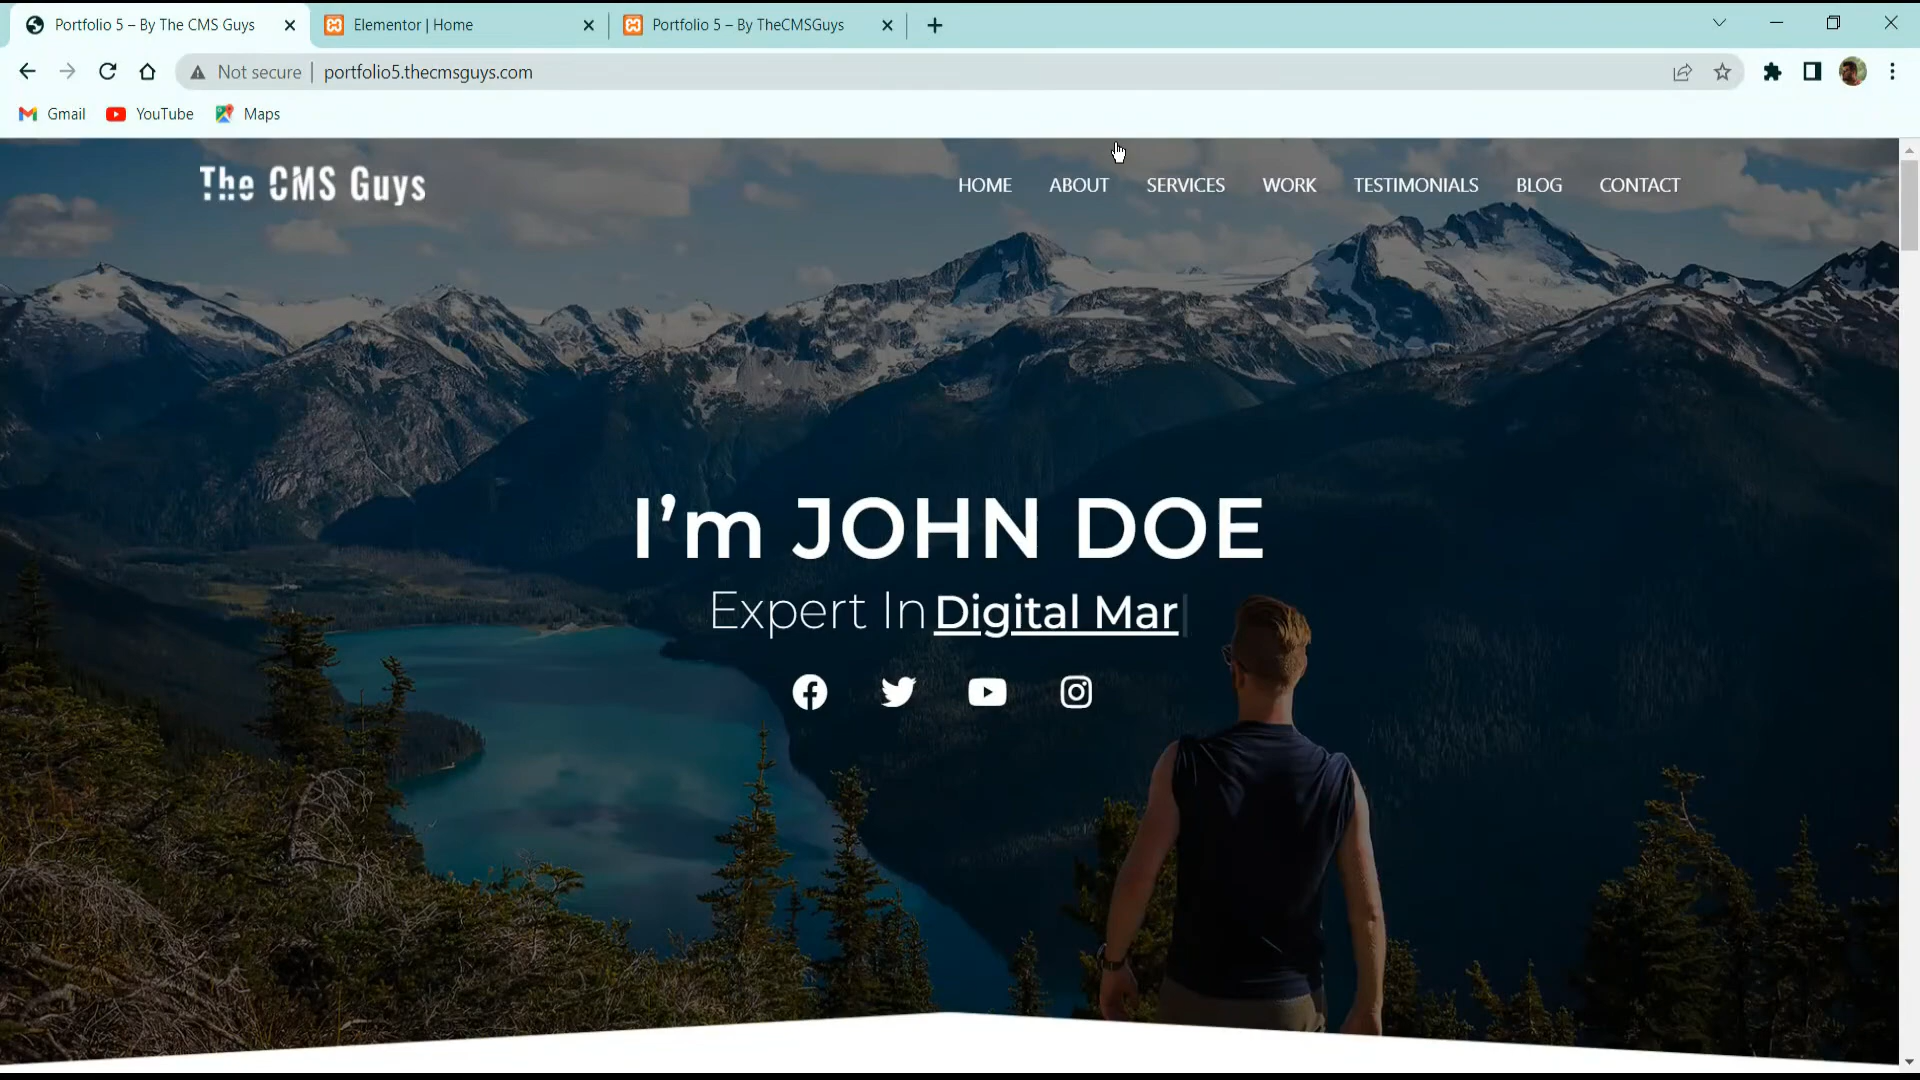 Portfolio 5 – By The CMS Guys
Elementor | Home
Portfolio 5 – By TheCMSGuys
Not secure
portfolio5.thecmsguys.com
Gmail
YouTube
Maps
The CMS Guys
HOME
ABOUT
SERVICES
WORK
TESTIMONIALS
BLOG
CONTACT
I’m JOHN DOE
Expert In Digital Mar